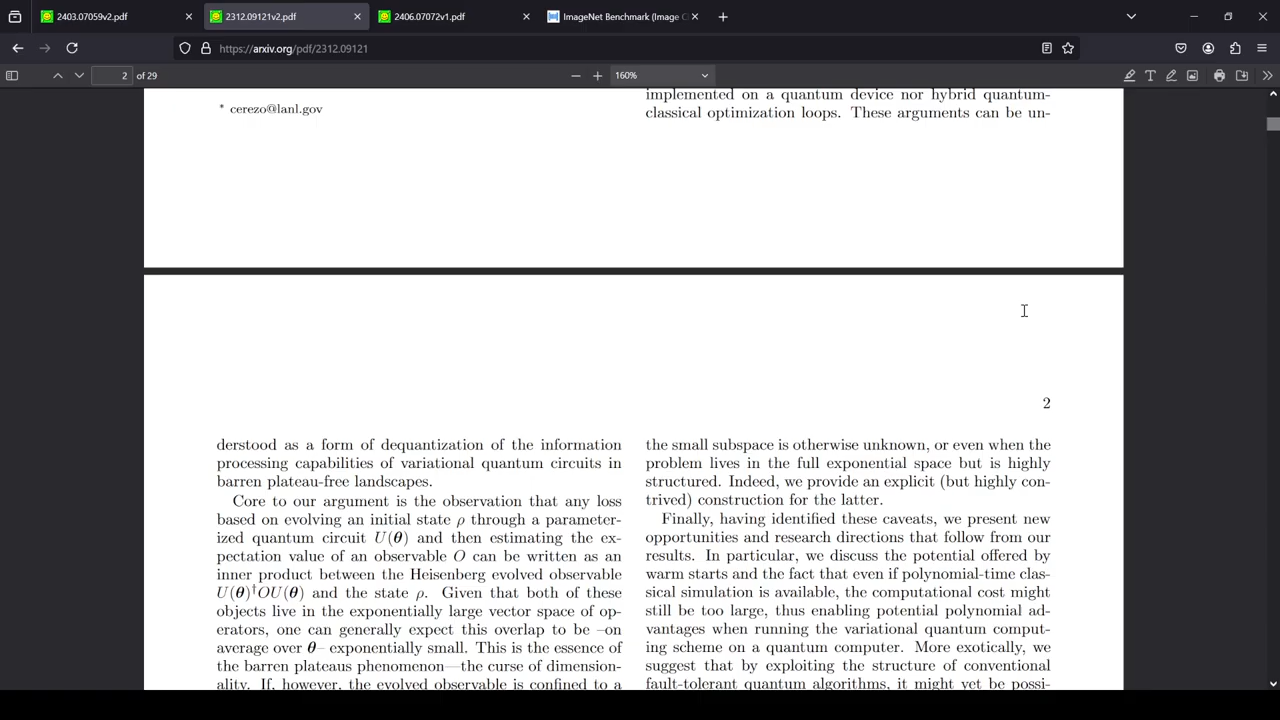 2403.07059v2.pdf
2312.09121v2.pdf
2406.07072v1.pdf
ImageNet Benchmark (Image C
https://arxiv.org/pdf/2312.09121
2 of 29
160%
* cerezo@lanl.gov
implemented on a quantum device nor hybrid quantum-
classical optimization loops. These arguments can be un-
2
derstood as a form of dequantization of the information
processing capabilities of variational quantum circuits in
barren plateau-free landscapes.
Core to our argument is the observation that any loss
based on evolving an initial state ρ through a parameter-
ized quantum circuit U(θ) and then estimating the ex-
pectation value of an observable O can be written as an
inner product between the Heisenberg evolved observable
U(θ)†OU(θ) and the state ρ. Given that both of these
objects live in the exponentially large vector space of op-
erators, one can generally expect this overlap to be –on
average over θ– exponentially small. This is the essence of
the barren plateaus phenomenon—the curse of dimension-
ality. If, however, the evolved observable is confined to a
the small subspace is otherwise unknown, or even when the
problem lives in the full exponential space but is highly
structured. Indeed, we provide an explicit (but highly con-
trived) construction for the latter.
Finally, having identified these caveats, we present new
opportunities and research directions that follow from our
results. In particular, we discuss the potential offered by
warm starts and the fact that even if polynomial-time clas-
sical simulation is available, the computational cost might
still be too large, thus enabling potential polynomial ad-
vantages when running the variational quantum comput-
ing scheme on a quantum computer. More exotically, we
suggest that by exploiting the structure of conventional
fault-tolerant quantum algorithms, it might yet be possi-